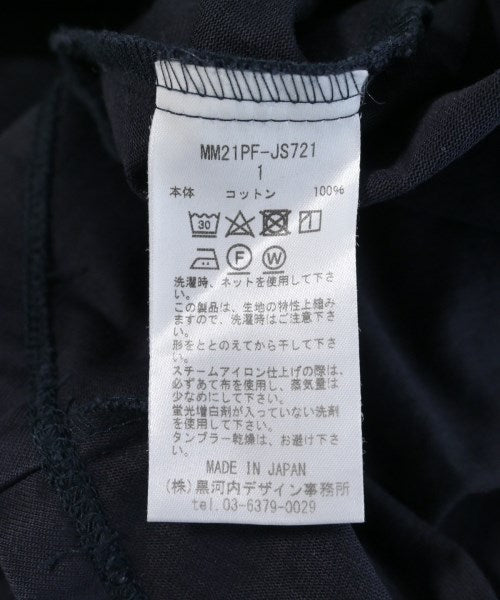 MM21PF-JS721
1
本体 コットン 100%
30
F W
洗濯時、ネットを使用して下さ
い。
この製品は、生地の特性上縮み
ますので、洗濯時はご注意下さ
い。
形をととのえてから干して下さ
い。
スチームアイロン仕上げの際は、
必ずあて布を使用し、蒸気量は
少なめにして下さい。
蛍光増白剤が入っていない洗剤
を使用して下さい。
タンブラー乾燥は、お避け下さ
い。
MADE IN JAPAN
(株)黒河内デザイン事務所
tel.03-6379-0029